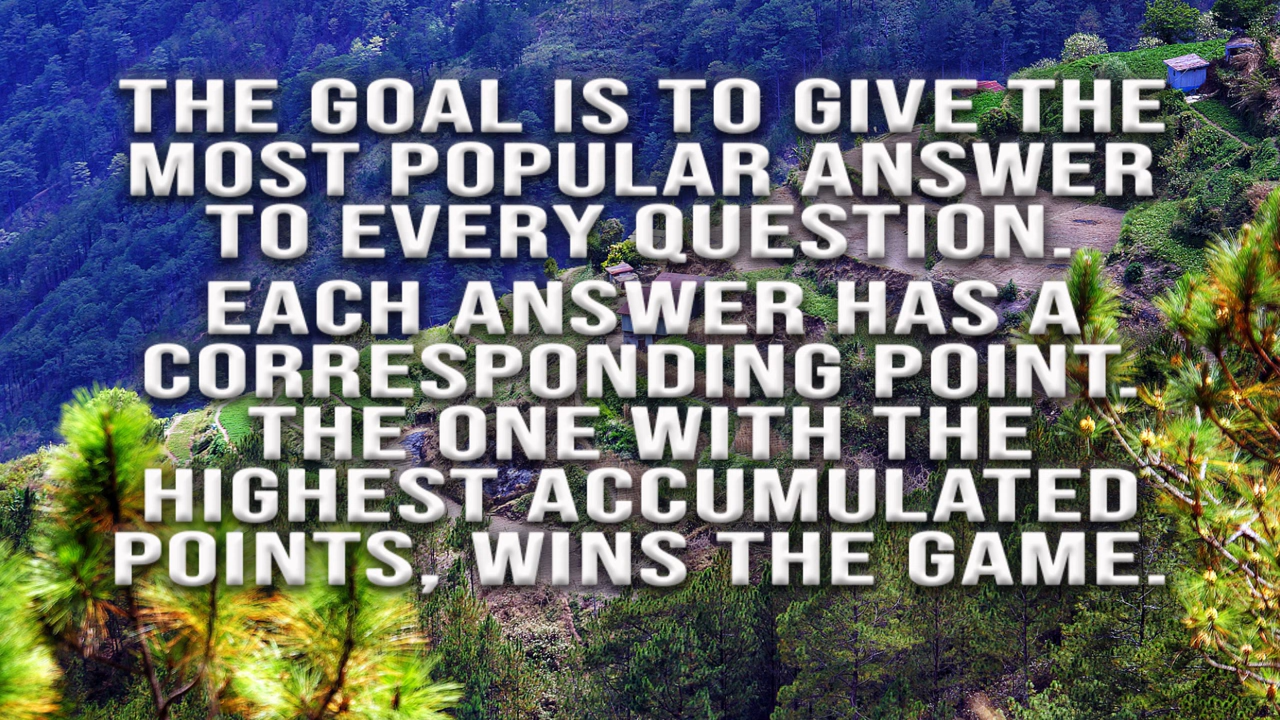 THE GOAL IS TO GIVE THE
MOST POPULAR ANSWER
TO EVERY QUESTION.
EACH ANSWER HAS A
CORRESPONDING POINT.
THE ONE WITH THE
HIGHEST ACCUMULATED
POINTS, WINS THE GAME.